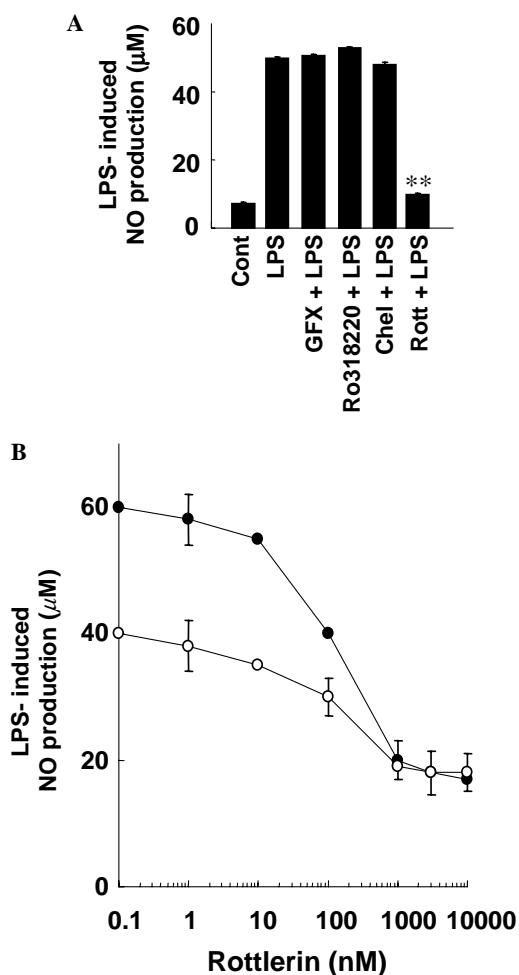 A
LPS- induced
NO production (μM)
60
40
20
0
Cont
LPS
GFX + LPS
Ro318220 + LPS
Chel + LPS
Rott + LPS
**
B
LPS- induced
NO production (μM)
60
40
20
0
0.1 1 10 100 1000 10000
Rottlerin (nM)